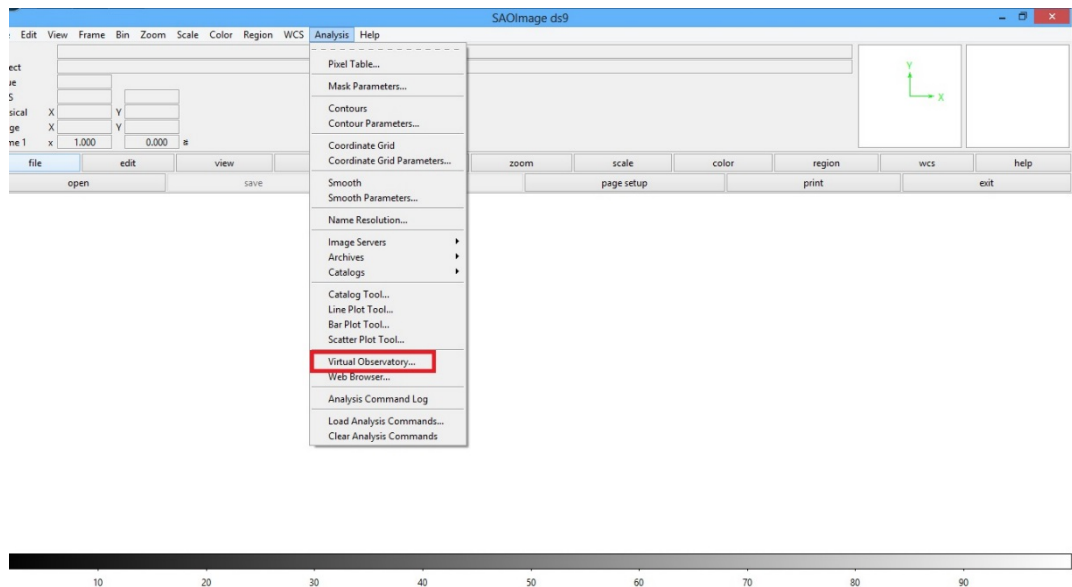 SAOImage ds9
Edit View Frame Bin Zoom Scale Color Region WCS Analysis Help
ect
ue
S
sical X Y
ge X Y
me 1 x 1.000 0.000 °
Y
X
file edit view zoom scale color region wcs help
open save page setup print exit
Pixel Table...
Mask Parameters...
Contours
Contour Parameters...
Coordinate Grid
Coordinate Grid Parameters...
Smooth
Smooth Parameters...
Name Resolution...
Image Servers
Archives
Catalogs
Catalog Tool...
Line Plot Tool...
Bar Plot Tool...
Scatter Plot Tool...
Virtual Observatory...
Web Browser...
Analysis Command Log
Load Analysis Commands...
Clear Analysis Commands
10 20 30 40 50 60 70 80 90